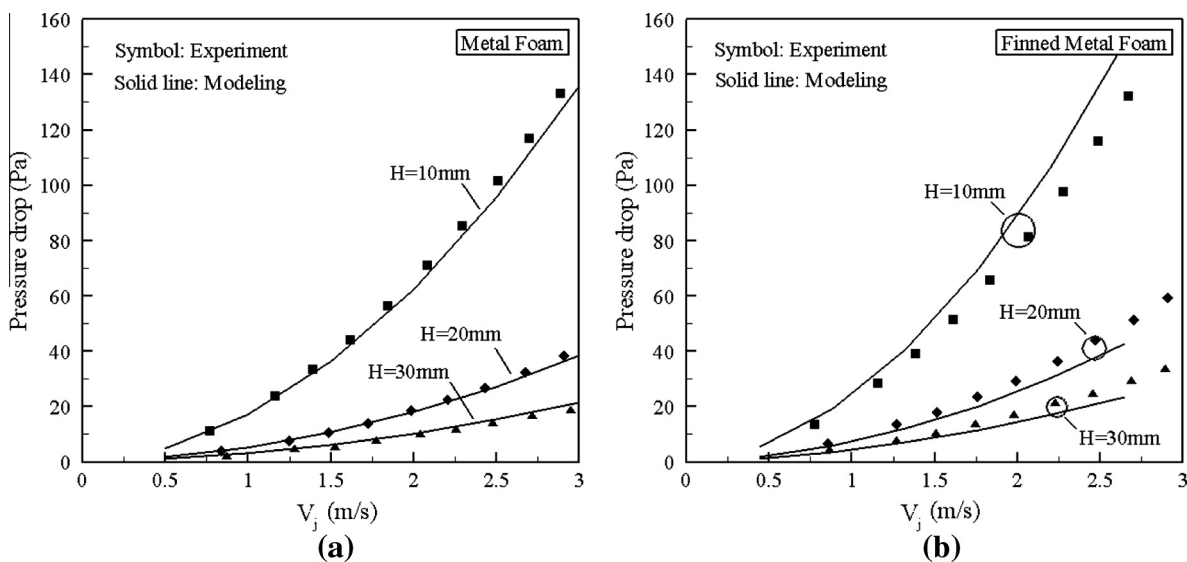 160
140
120
100
80
60
40
20
0
Pressure drop (Pa)
Symbol: Experiment
Solid line: Modeling
Metal Foam
H=10mm
H=20mm
H=30mm
0.5
1
1.5
2
2.5
3
V_j (m/s)
(a)
160
140
120
100
80
60
40
20
0
Pressure drop (Pa)
Symbol: Experiment
Solid line: Modeling
Finned Metal Foam
H=10mm
H=20mm
H=30mm
0
0.5
1
1.5
2
2.5
3
V_j (m/s)
(b)